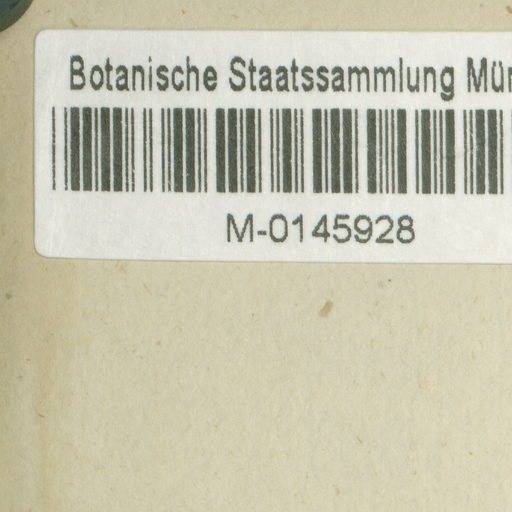 Botanische Staatssammlung Mün
M-0145928